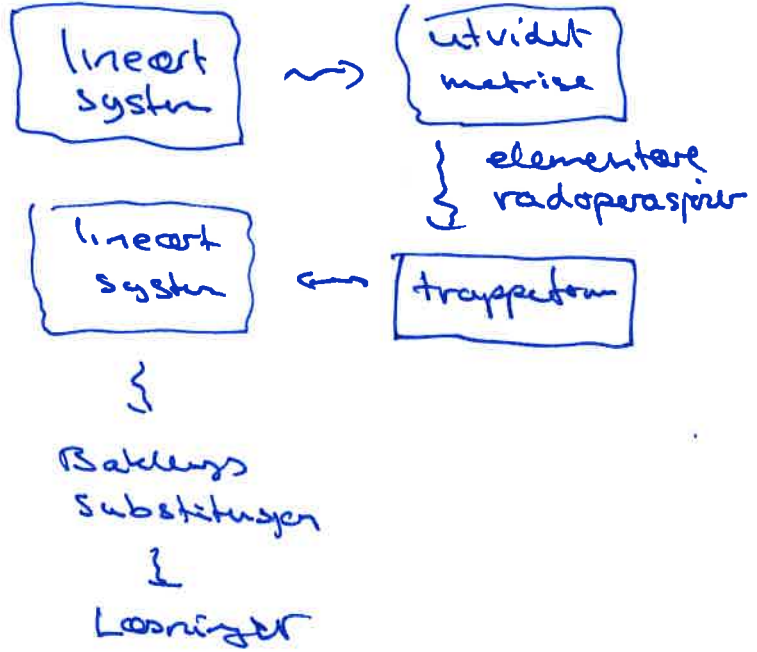 lineært
system
utvidet
matrise
elementære
radoperasjoner
trappeform
lineært
system
Baklengs
substitusjon
Løsninger